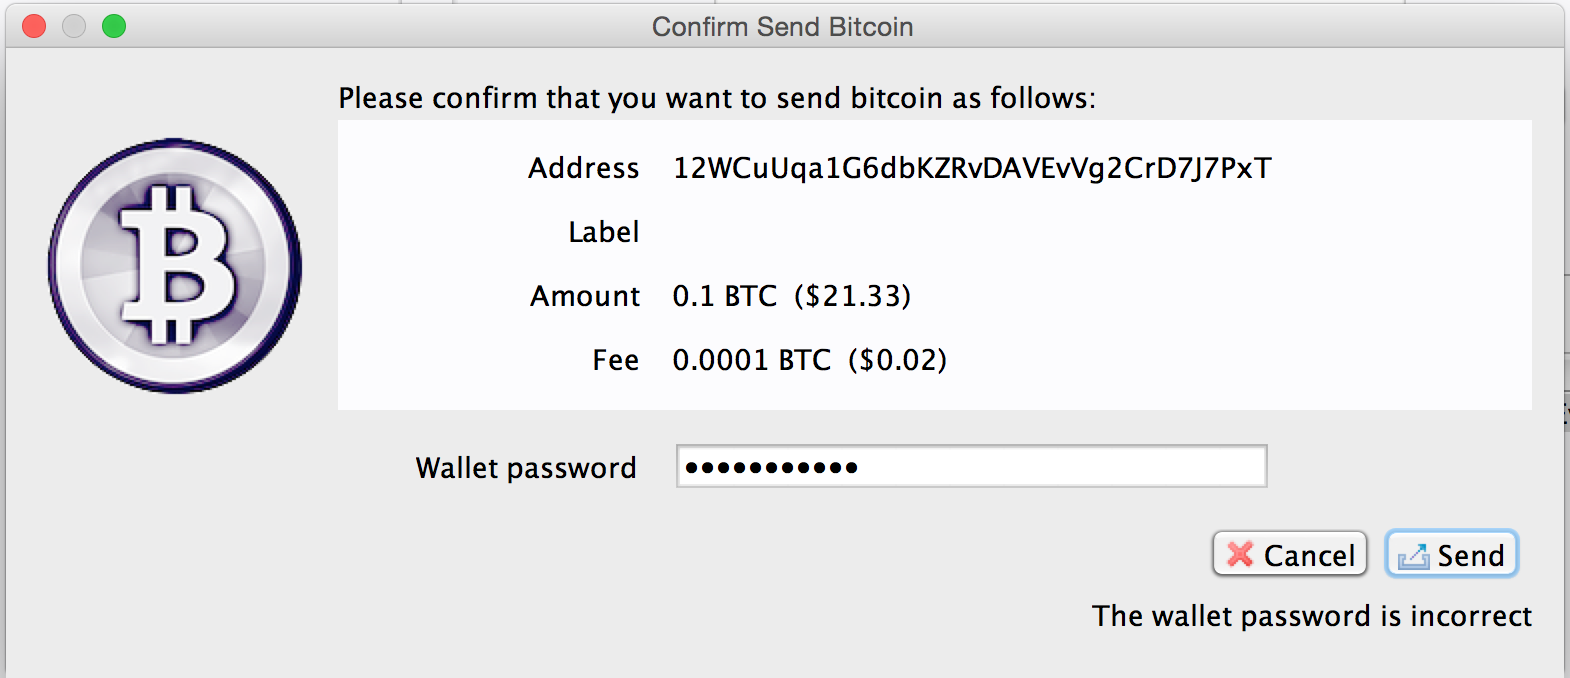 Confirm Send Bitcoin
Please confirm that you want to send bitcoin as follows:
Address 12WCuUqa1G6dbKZRvDAVEvVg2CrD7J7PxT
Label
Amount 0.1 BTC ($21.33)
Fee 0.0001 BTC ($0.02)
Wallet password •••••••••••
Cancel Send
The wallet password is incorrect